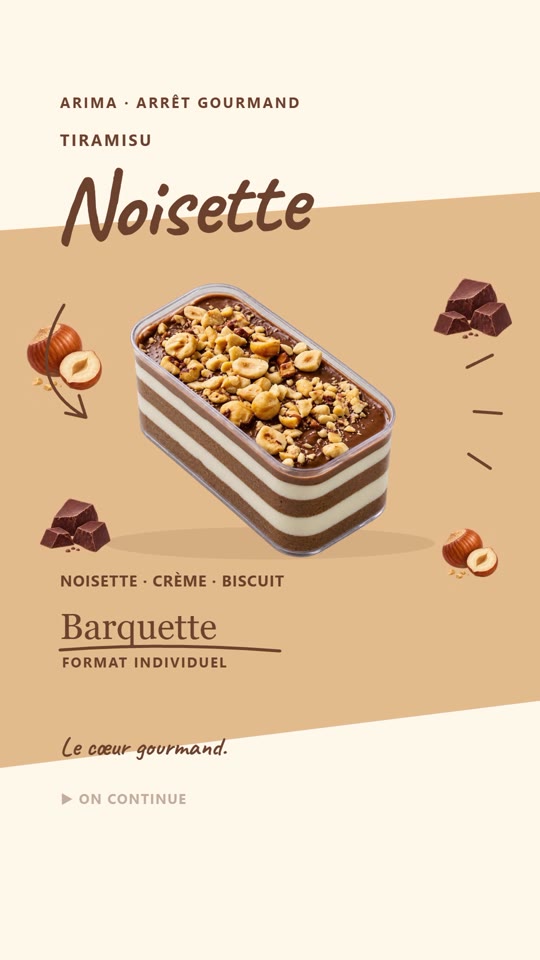 ARIMA · ARRÊT GOURMAND
TIRAMISU
Noisette
NOISETTE · CRÈME · BISCUIT
Barquette
FORMAT INDIVIDUEL
Le cœur gourmand.
▶ ON CONTINUE